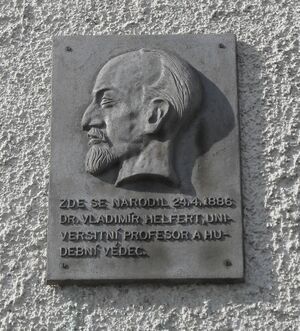 ZDE SE NARODIL 24.4.1886
DR. VLADIMÍR HELFERT, UNI-
VERSITNÍ PROFESOR A HU-
DEBNÍ VĚDEC.